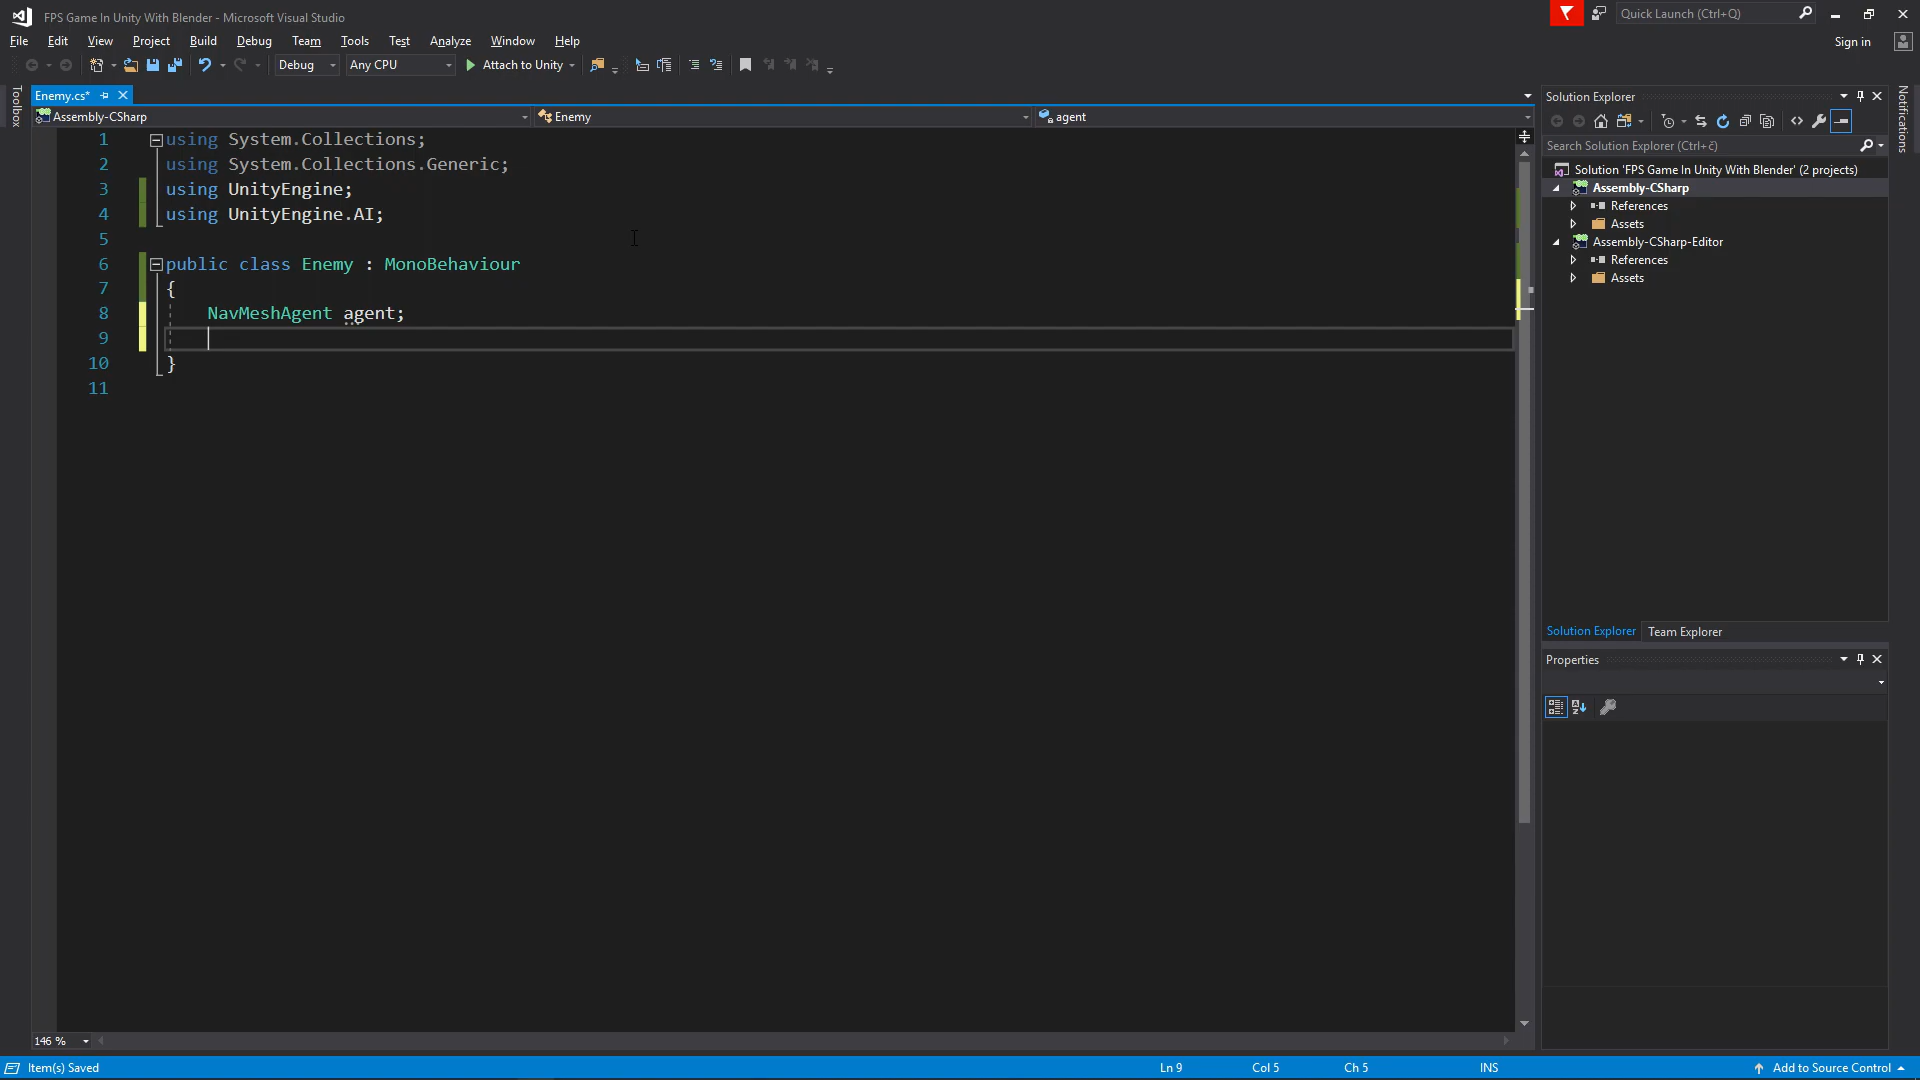 FPS Game In Unity With Blender - Microsoft Visual Studio
Quick Launch (Ctrl+Q)
File Edit View Project Build Debug Team Tools Test Analyze Window Help
Sign in
Debug Any CPU Attach to Unity
Toolbox
Enemy.cs*
Assembly-CSharp Enemy agent
1 using System.Collections;
2 using System.Collections.Generic;
3 using UnityEngine;
4 using UnityEngine.AI;
5
6 public class Enemy : MonoBehaviour
7 {
8 NavMeshAgent agent;
9
10 }
11
Solution Explorer
Search Solution Explorer (Ctrl+č)
Solution 'FPS Game In Unity With Blender' (2 projects)
Assembly-CSharp
References
Assets
Assembly-CSharp-Editor
References
Assets
Solution Explorer Team Explorer
Properties
Notifications
146 %
Item(s) Saved Ln 9 Col 5 Ch 5 INS Add to Source Control